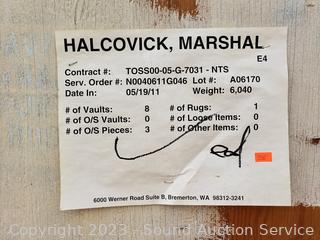 HALCOVICK, MARSHAL
E4
Contract #: TOSS00-05-G-7031 - NTS
Serv. Order #: N0040611G046 Lot #: A06170
Date In: 05/19/11 Weight: 6,040
# of Vaults: 8 # of Rugs: 1
# of O/S Vaults: 0 # of Loose Items: 0
# of O/S Pieces: 3 # of Other Items: 0
6000 Werner Road Suite B, Bremerton, WA 98312-3241
Copyright 2023 - Sound Auction Service